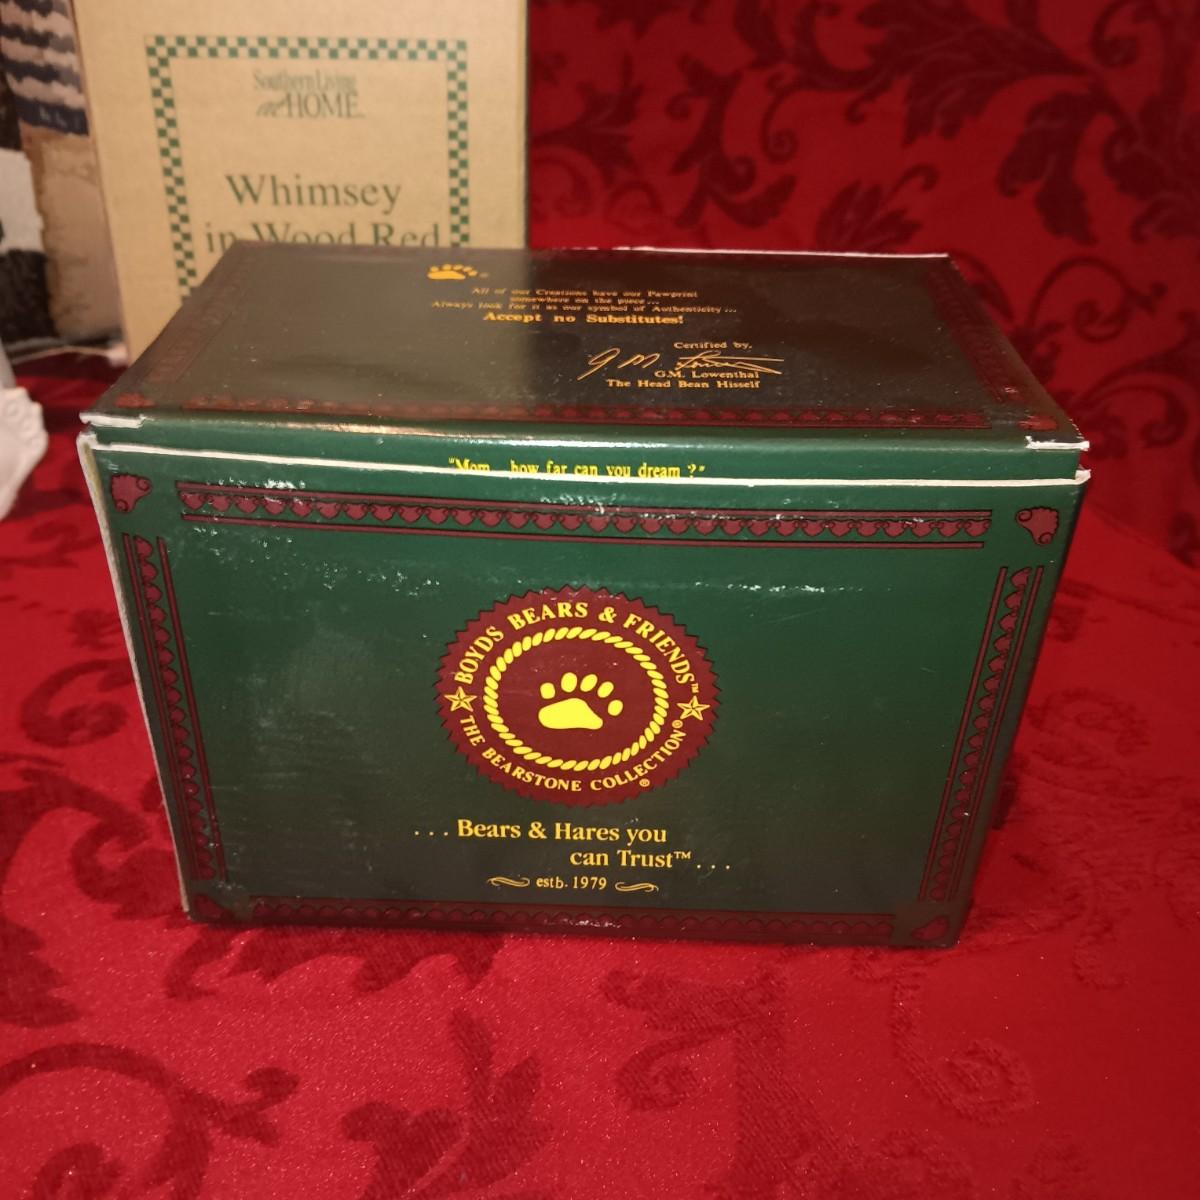 Southern Living
at HOME
Whimsey
in Wood Red
All of our Creations have our Pawprint
somewhere on the piece...
Always look for it as our symbol of Authenticity...
Accept no Substitutes!
Certified by,
G.M. Lowenthal
G.M. Lowenthal
The Head Bean Hisself
"Mom... how far can you dream ?"
BOYDS BEARS & FRIENDS™
THE BEARSTONE COLLECTION®
®
... Bears & Hares you
can Trust™...
estb. 1979